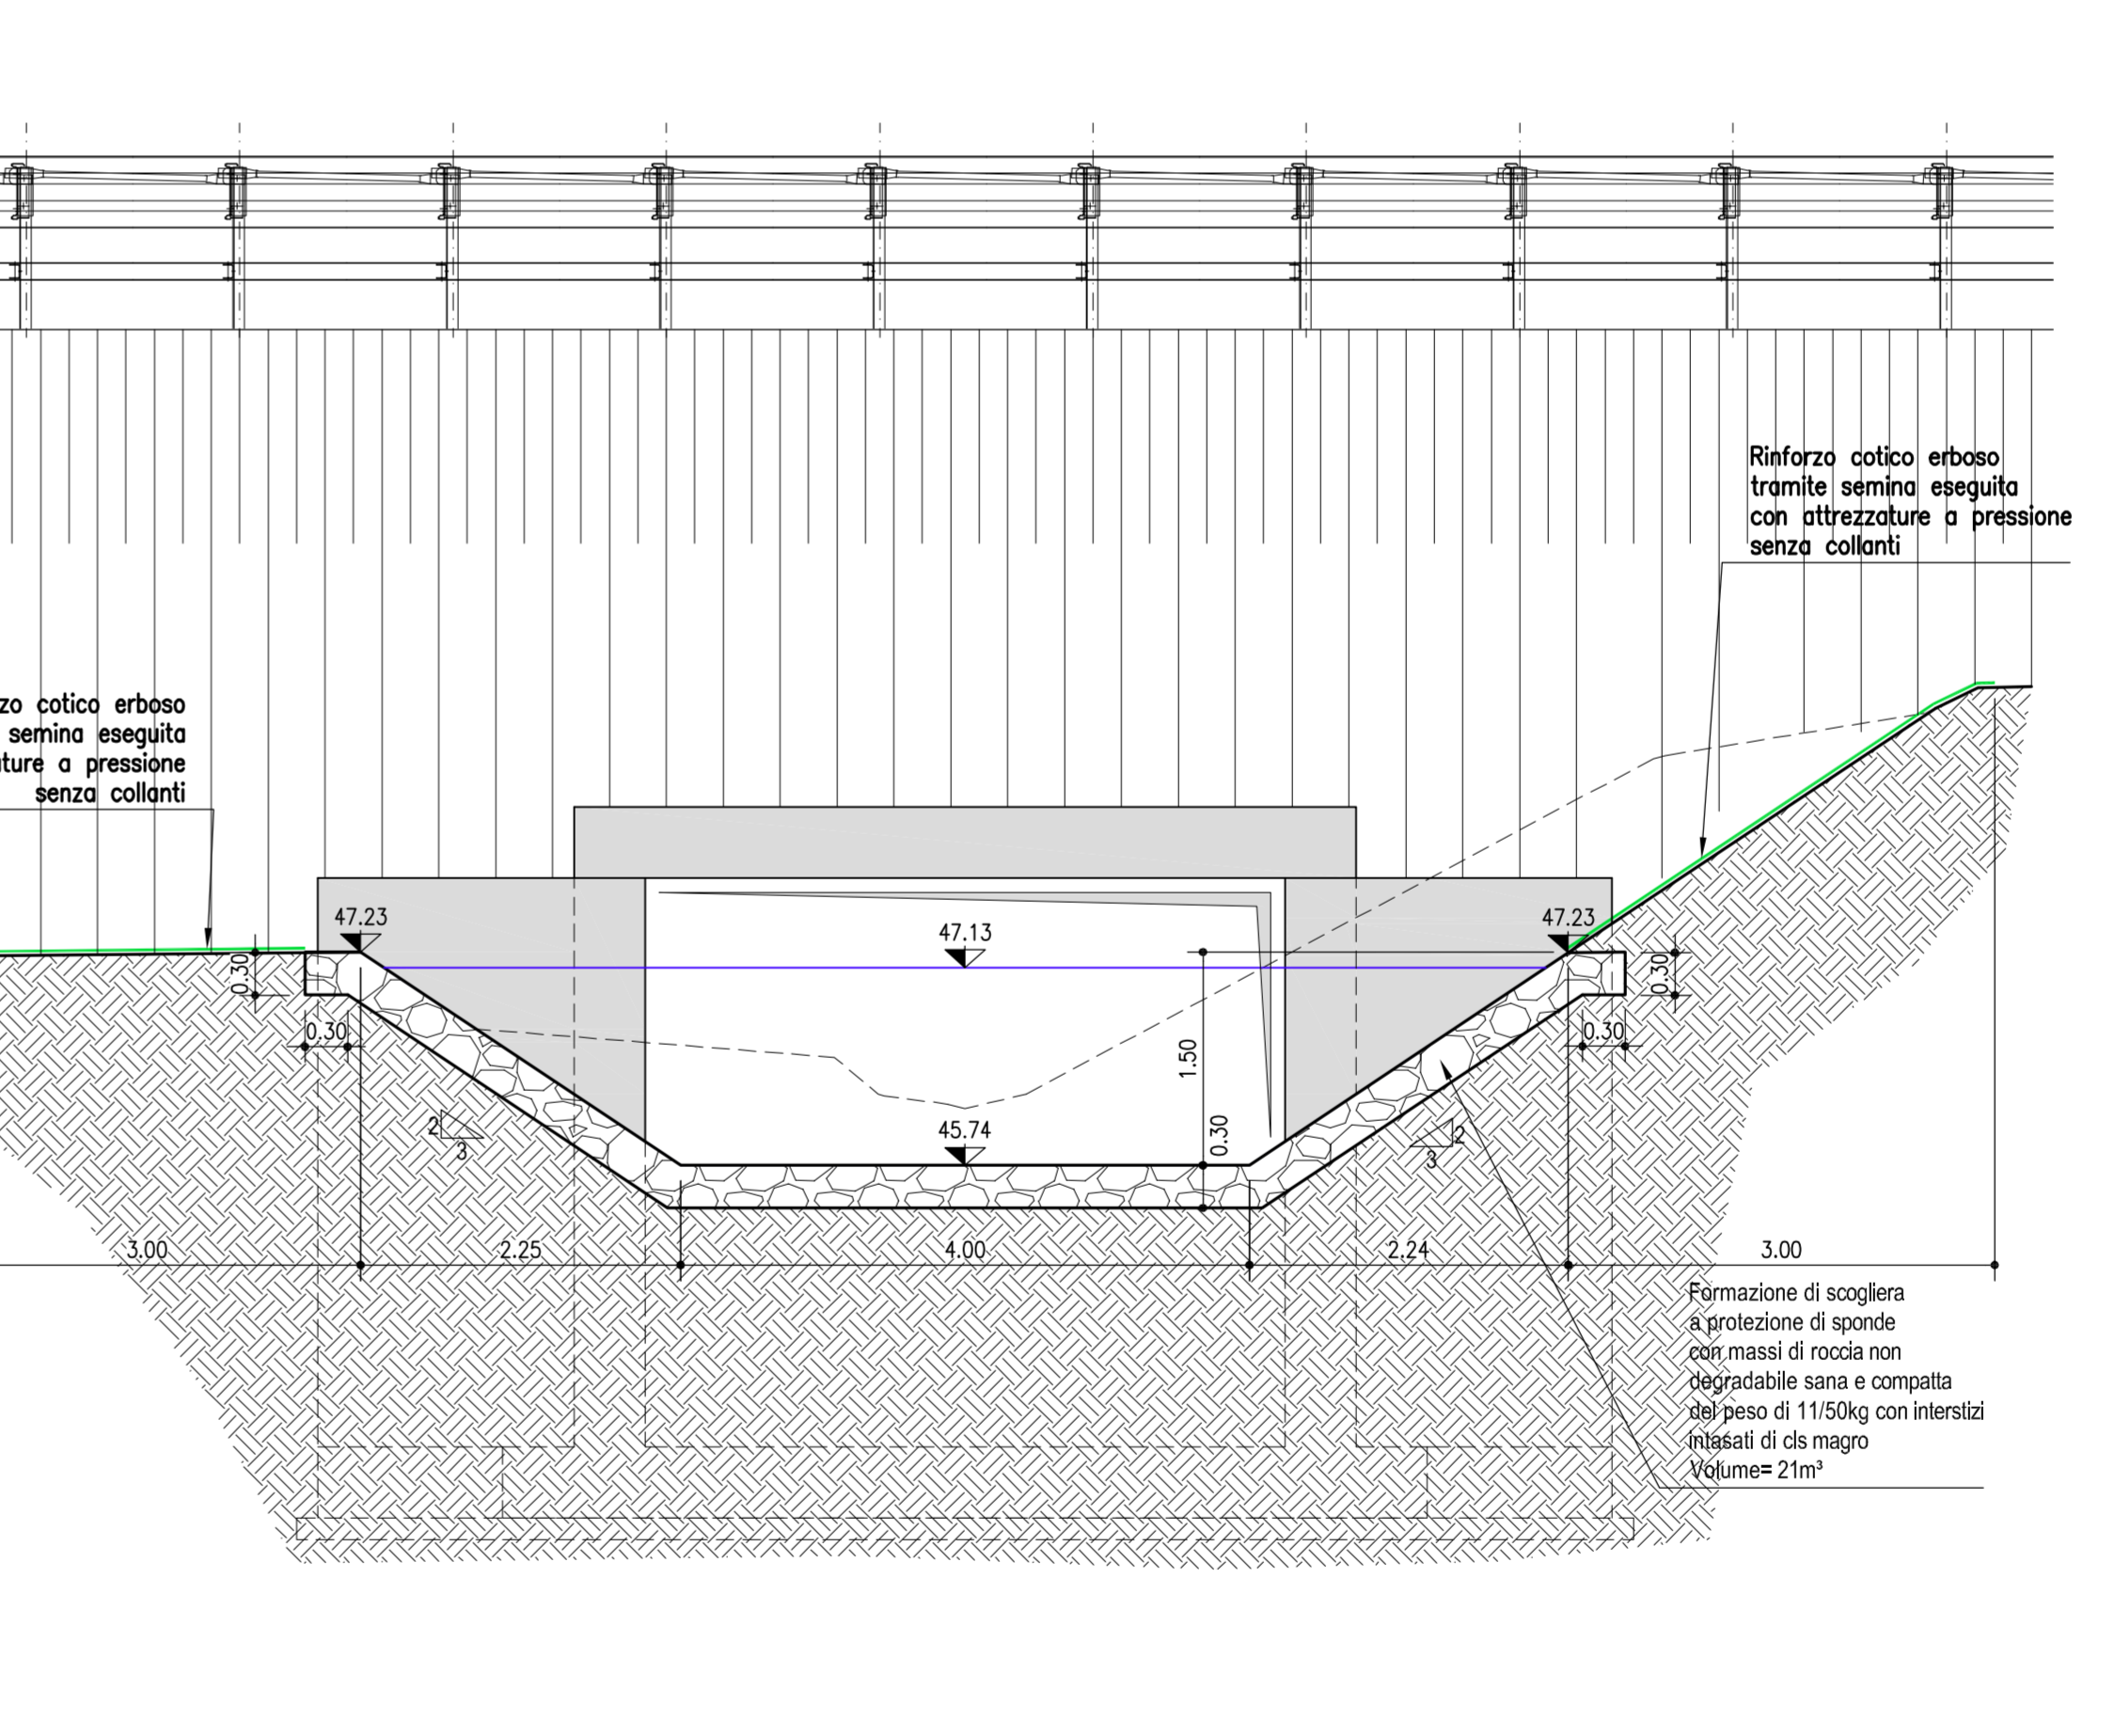 Rinforzo cotico erboso
tramite semina eseguita
con attrezzature a pressione
senza collanti
cotico erboso
semina eseguita
a pressione
senza collanti
47.23
47.13
47.23
0.30
0.30
0.30
0.30
1.50
45.74
0.30
2
3
2
3
3.00
2.25
4.00
2.24
3.00
Formazione di scogliera
a protezione di sponde
con massi di roccia non
degradabile sana e compatta
del peso di 11/50kg con interstizi
intasati di cls magro
Volume= 21m³